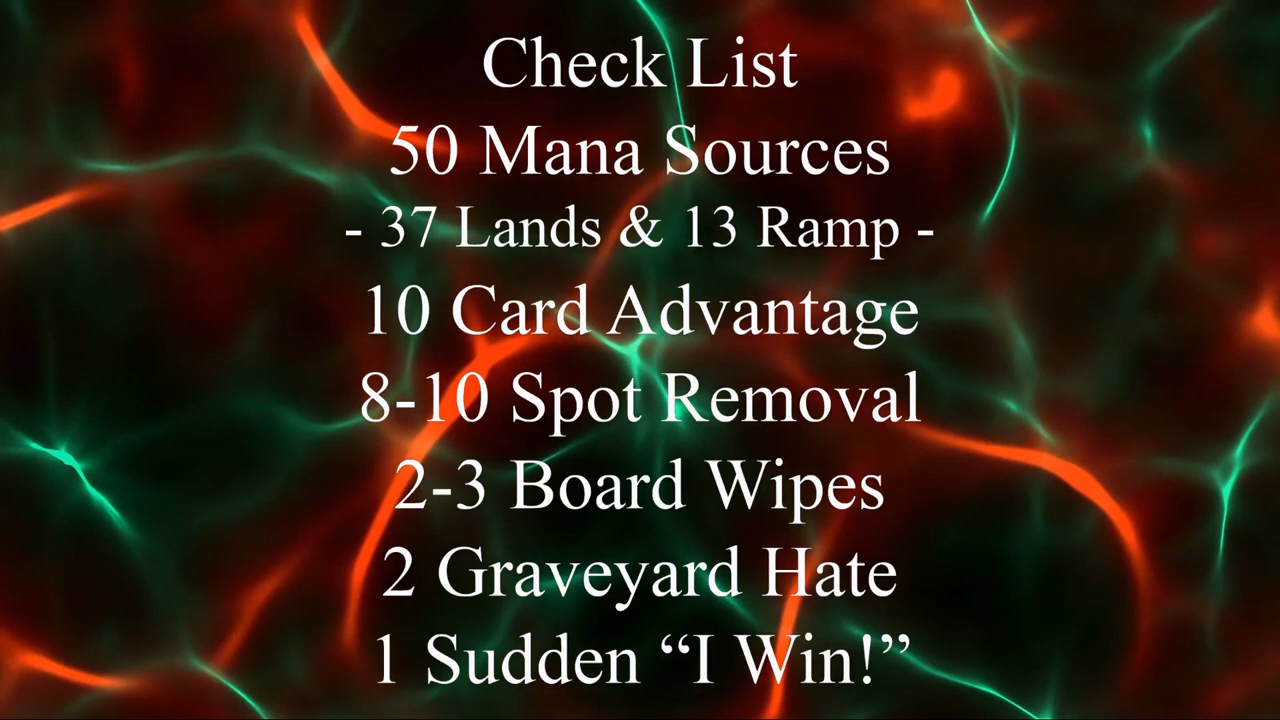 Check List
50 Mana Sources
- 37 Lands & 13 Ramp -
10 Card Advantage
8-10 Spot Removal
2-3 Board Wipes
2 Graveyard Hate
1 Sudden “I Win!”